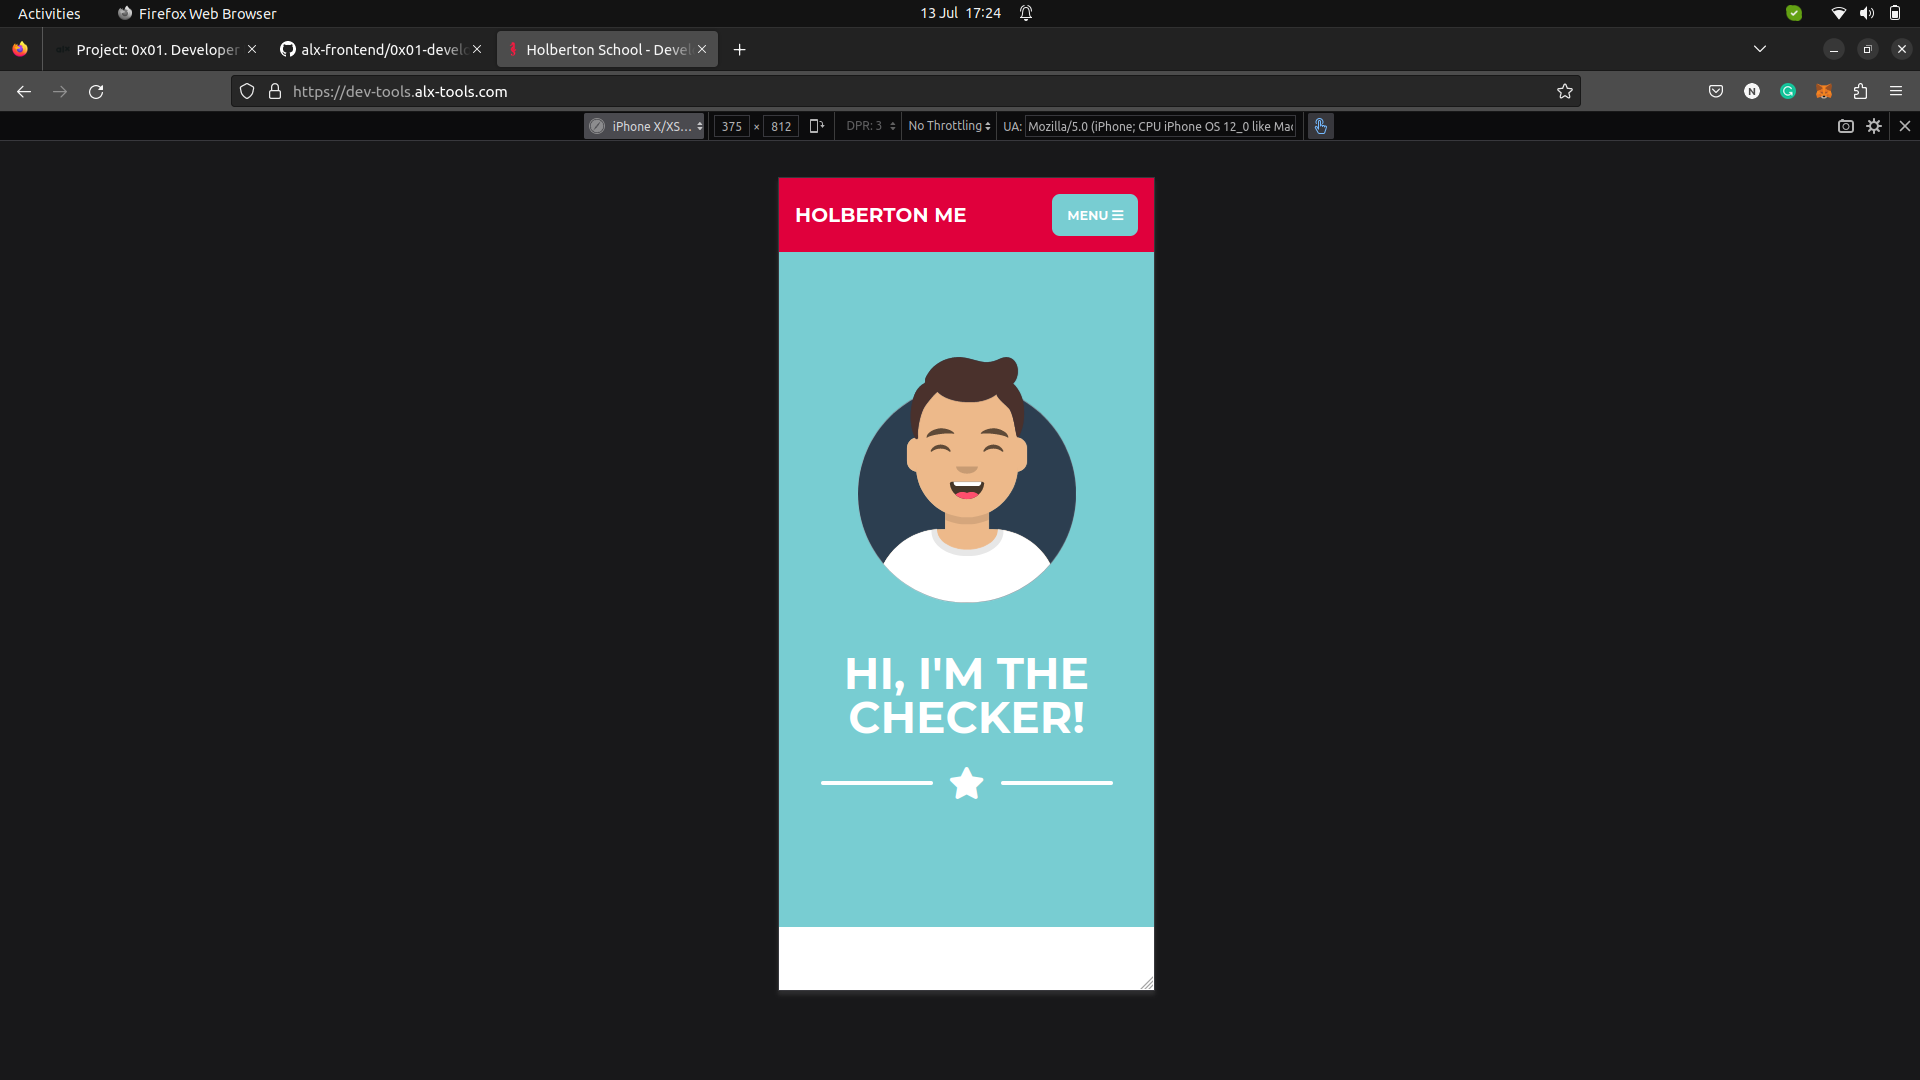 Activities
Firefox Web Browser
13 Jul 17:24
Project: 0x01. Developer
alx-frontend/0x01-develo
Holberton School - Devel
https://dev-tools.alx-tools.com
iPhone X/XS...
375 × 812
DPR: 3
No Throttling
UA: Mozilla/5.0 (iPhone; CPU iPhone OS 12_0 like Mac
HOLBERTON ME
MENU
HI, I'M THE
CHECKER!